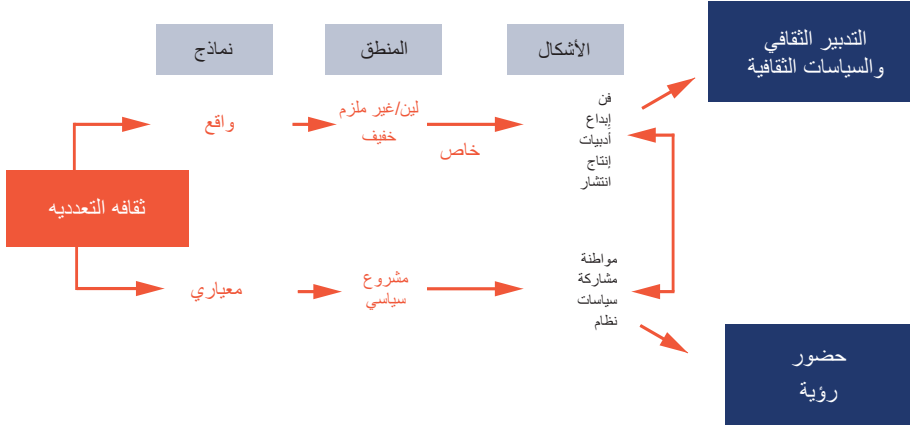 التدبير الثقافي
والسياسات الثقافية
الأشكال
المنطق
نماذج
فن
إبداع
أدبيات
إنتاج
انتشار
لين/غير ملزم
خفيف
خاص
واقع
ثقافه التعدديه
مواطنة
مشاركة
سياسات
نظام
مشروع
سياسي
معياري
حضور
رؤية